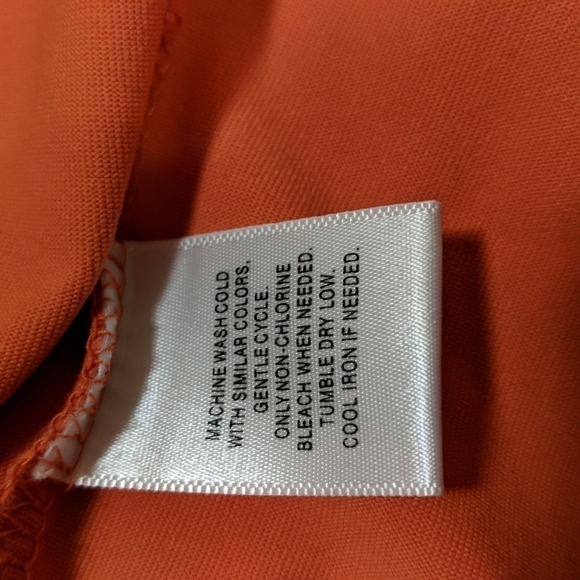 MACHINE WASH COLD
WITH SIMILAR COLORS,
GENTLE CYCLE.
ONLY NON-CHLORINE
BLEACH WHEN NEEDED.
TUMBLE DRY LOW.
COOL IRON IF NEEDED.